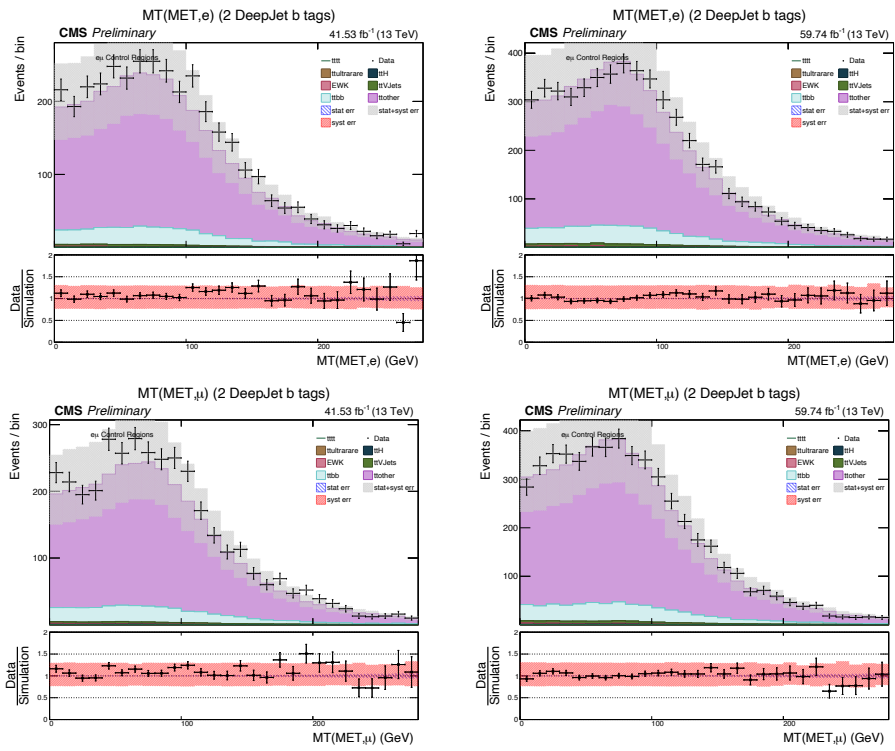 MT(MET,e) (2 DeepJet b tags)
CMS Preliminary
41.53 fb⁻¹ (13 TeV)
Events / bin
eμ Control Regions
tttt
Data
ttultrarare
ttH
EWK
ttVJets
ttbb
ttother
stat err
stat+syst err
syst err
200
100
100
200
Data
Simulation
2
1.5
1
0.5
0
0
100
200
MT(MET,e) (GeV)
MT(MET,e) (2 DeepJet b tags)
CMS Preliminary
59.74 fb⁻¹ (13 TeV)
Events / bin
eμ Control Regions
tttt
Data
ttultrarare
ttH
EWK
ttVJets
ttbb
ttother
stat err
stat+syst err
syst err
400
300
200
100
100
200
Data
Simulation
2
1.5
1
0.5
0
0
100
200
MT(MET,e) (GeV)
MT(MET,μ) (2 DeepJet b tags)
CMS Preliminary
41.53 fb⁻¹ (13 TeV)
Events / bin
eμ Control Regions
tttt
Data
ttultrarare
ttH
EWK
ttVJets
ttbb
ttother
stat err
stat+syst err
syst err
300
200
100
100
200
Data
Simulation
2
1.5
1
0.5
0
0
100
200
MT(MET,μ) (GeV)
MT(MET,μ) (2 DeepJet b tags)
CMS Preliminary
59.74 fb⁻¹ (13 TeV)
Events / bin
eμ Control Regions
tttt
Data
ttultrarare
ttH
EWK
ttVJets
ttbb
ttother
stat err
stat+syst err
syst err
400
300
200
100
100
200
Data
Simulation
2
1.5
1
0.5
0
0
100
200
MT(MET,μ) (GeV)